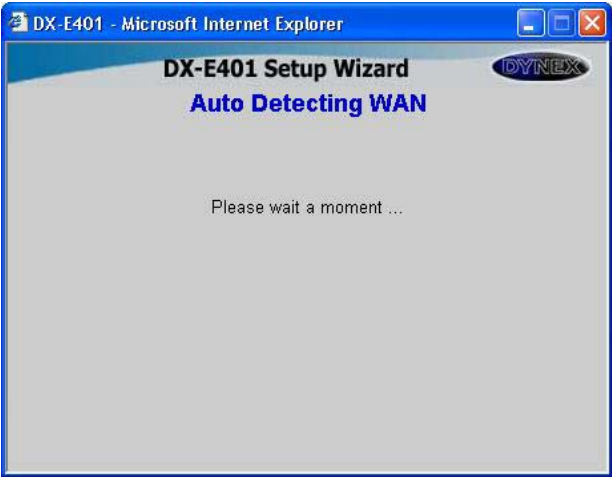 DX-E401 - Microsoft Internet Explorer
DX-E401 Setup Wizard
DYNEX
Auto Detecting WAN
Please wait a moment ...